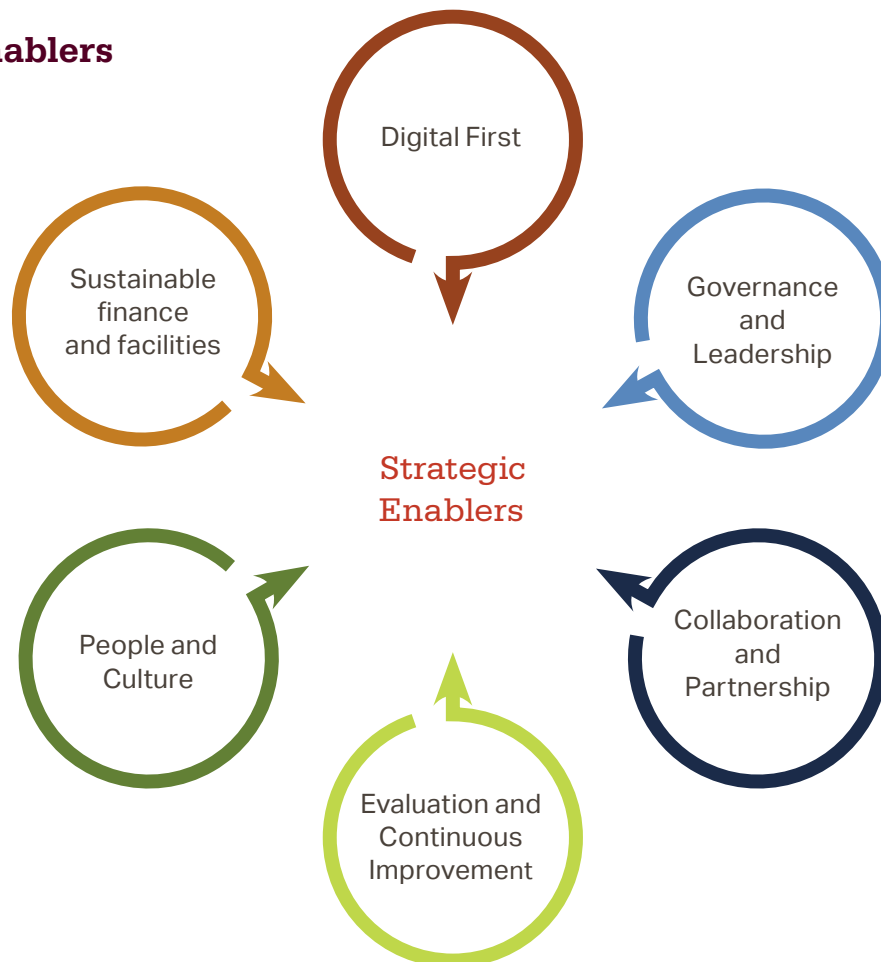 nablers
Digital First
Sustainable
finance
and facilities
Governance
and
Leadership
Strategic
Enablers
People and
Culture
Collaboration
and
Partnership
Evaluation and
Continuous
Improvement